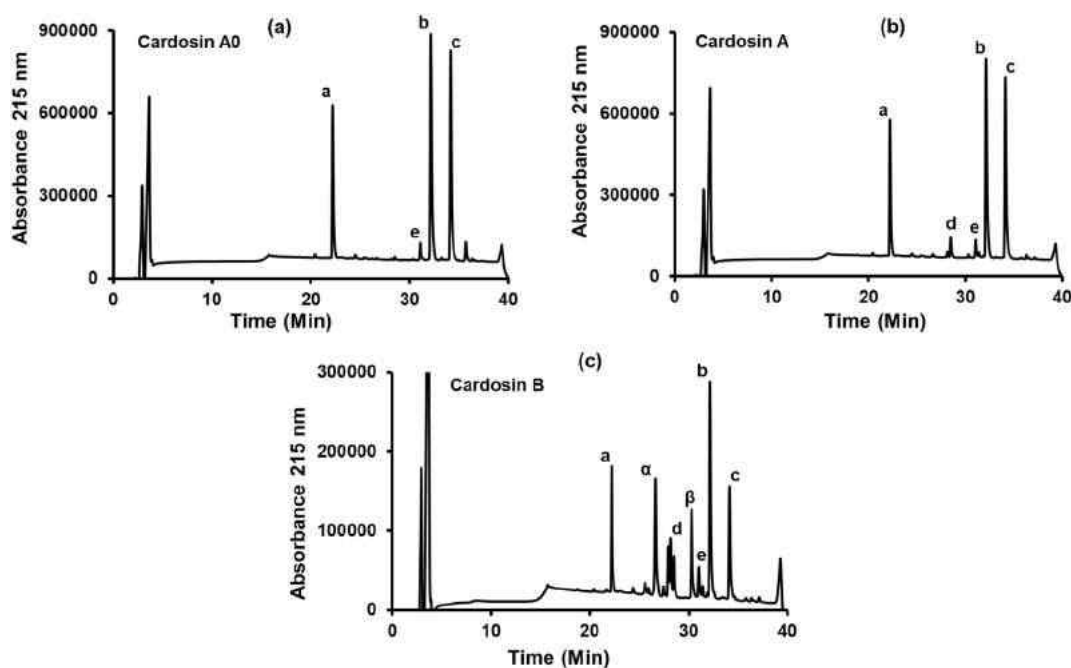 (a)
Cardosin A0
900000
600000
300000
0
Absorbance 215 nm
a
b
c
e
0 10 20 30 40
Time (Min)
(b)
Cardosin A
900000
600000
300000
0
Absorbance 215 nm
a
b
c
d
e
0 10 20 30 40
Time (Min)
(c)
Cardosin B
300000
200000
100000
0
Absorbance 215 nm
a
α
d
β
e
b
c
0 10 20 30 40
Time (Min)